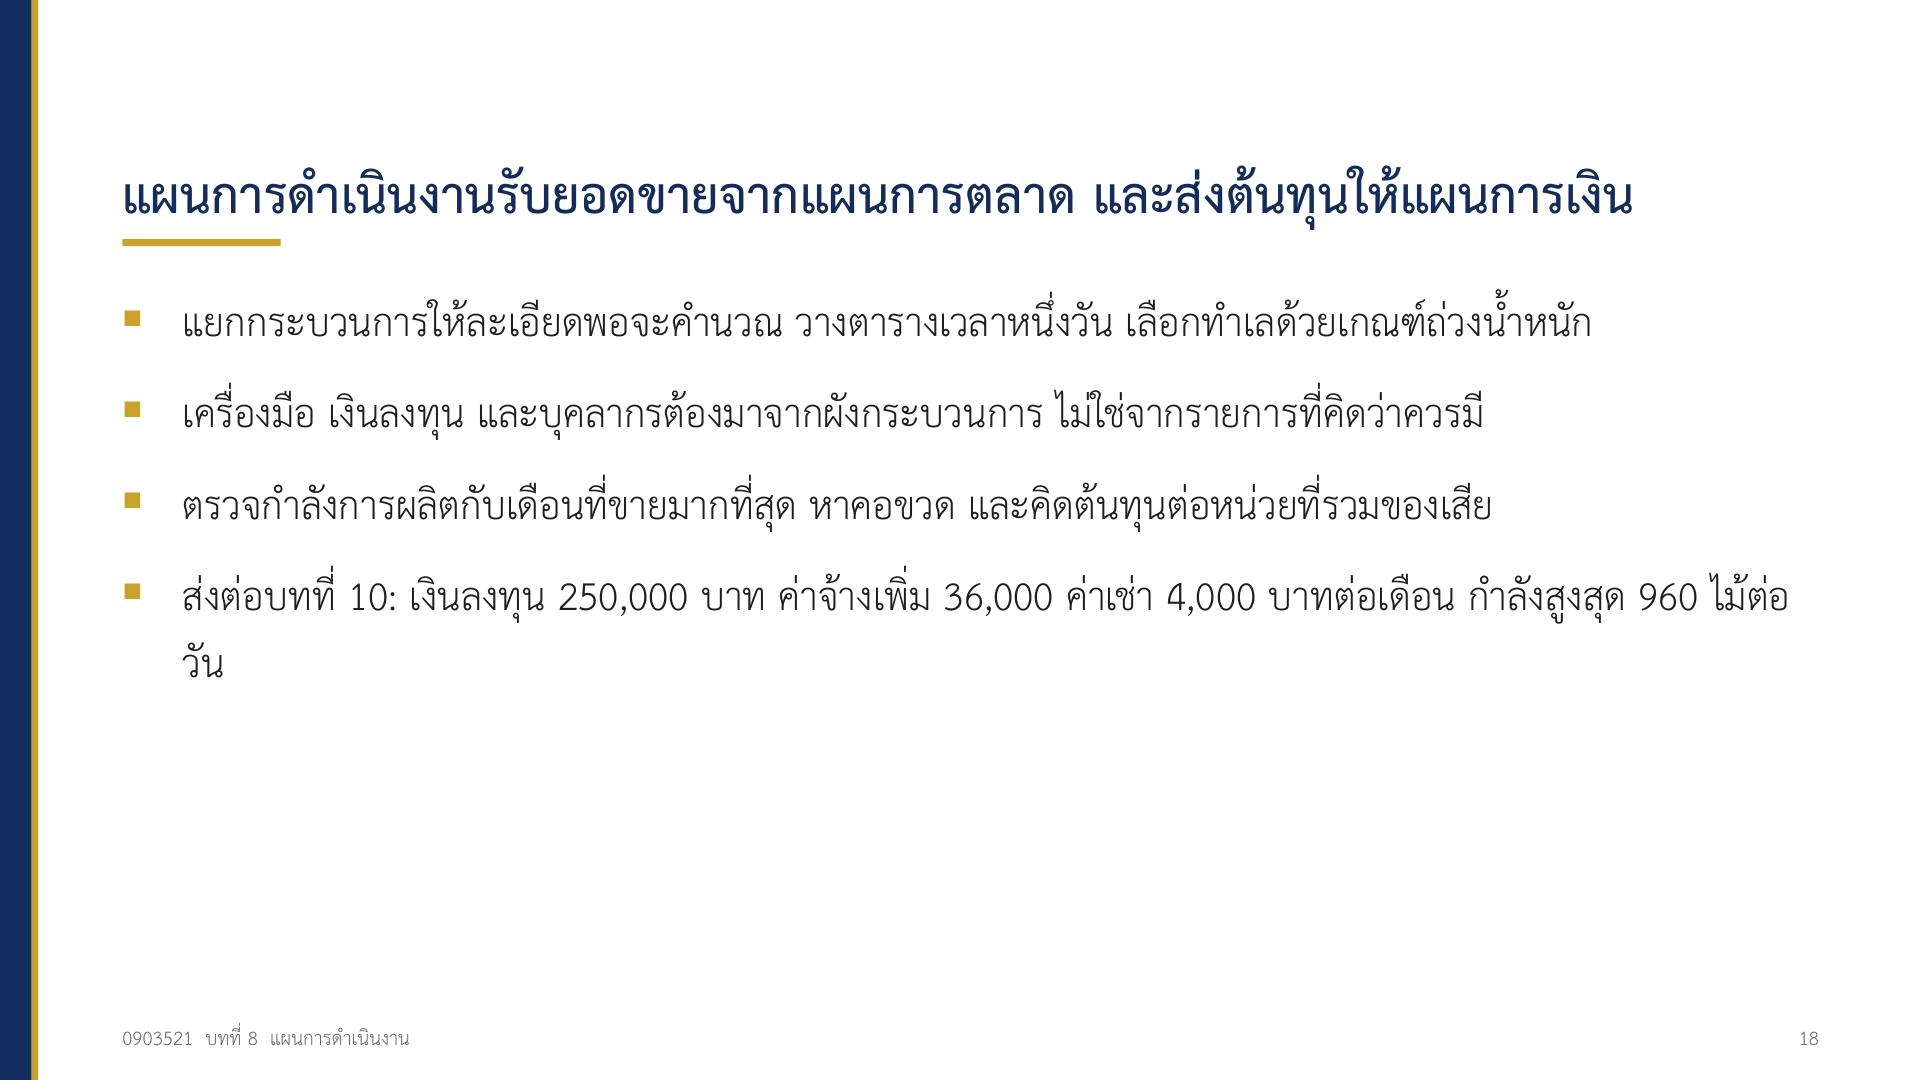 แผนการดำเนินงานรับยอดขายจากแผนการตลาด และส่งต้นทุนให้แผนการเงิน
แยกกระบวนการให้ละเอียดพอจะคำนวณ วางตารางเวลาหนึ่งวัน เลือกทำเลด้วยเกณฑ์ถ่วงน้ำหนัก
เครื่องมือ เงินลงทุน และบุคลากรต้องมาจากผังกระบวนการ ไม่ใช่จากรายการที่คิดว่าควรมี
ตรวจกำลังการผลิตกับเดือนที่ขายมากที่สุด หาคอขวด และคิดต้นทุนต่อหน่วยที่รวมของเสีย
ส่งต่อบทที่ 10: เงินลงทุน 250,000 บาท ค่าจ้างเพิ่ม 36,000 ค่าเช่า 4,000 บาทต่อเดือน กำลังสูงสุด 960 ไม้ต่อ
วัน
0903521 บทที่ 8 แผนการดำเนินงาน
18